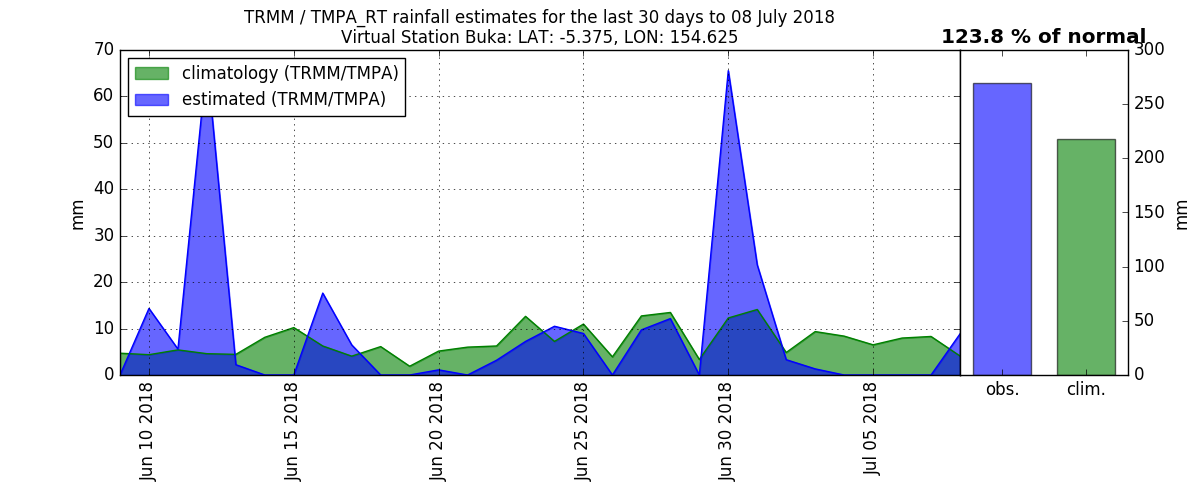 TRMM / TMPA_RT rainfall estimates for the last 30 days to 08 July 2018
Virtual Station Buka: LAT: -5.375, LON: 154.625
123.8 % of normal
climatology (TRMM/TMPA)
estimated (TRMM/TMPA)
70
60
50
40
30
20
10
0
mm
Jun 10 2018
Jun 15 2018
Jun 20 2018
Jun 25 2018
Jun 30 2018
Jul 05 2018
obs.
clim.
300
250
200
150
100
50
0
mm